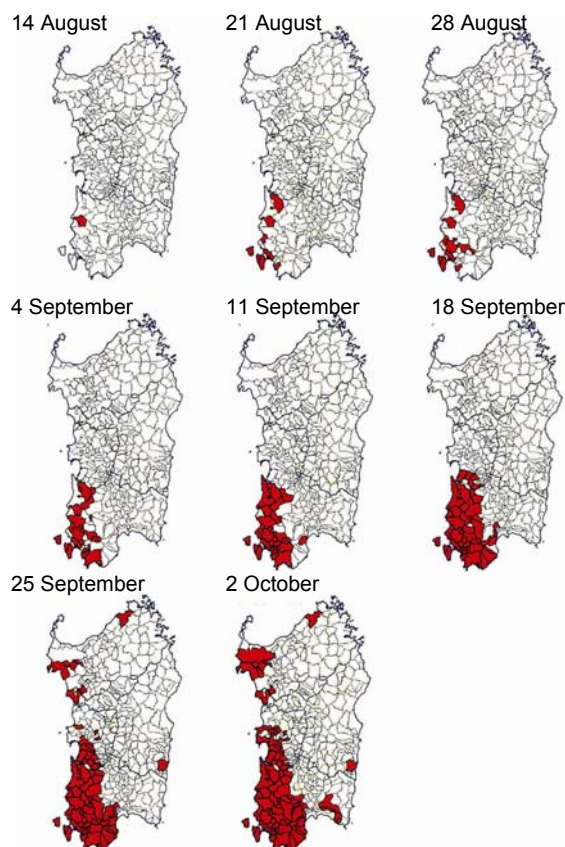 14 August
21 August
28 August
4 September
11 September
18 September
25 September
2 October